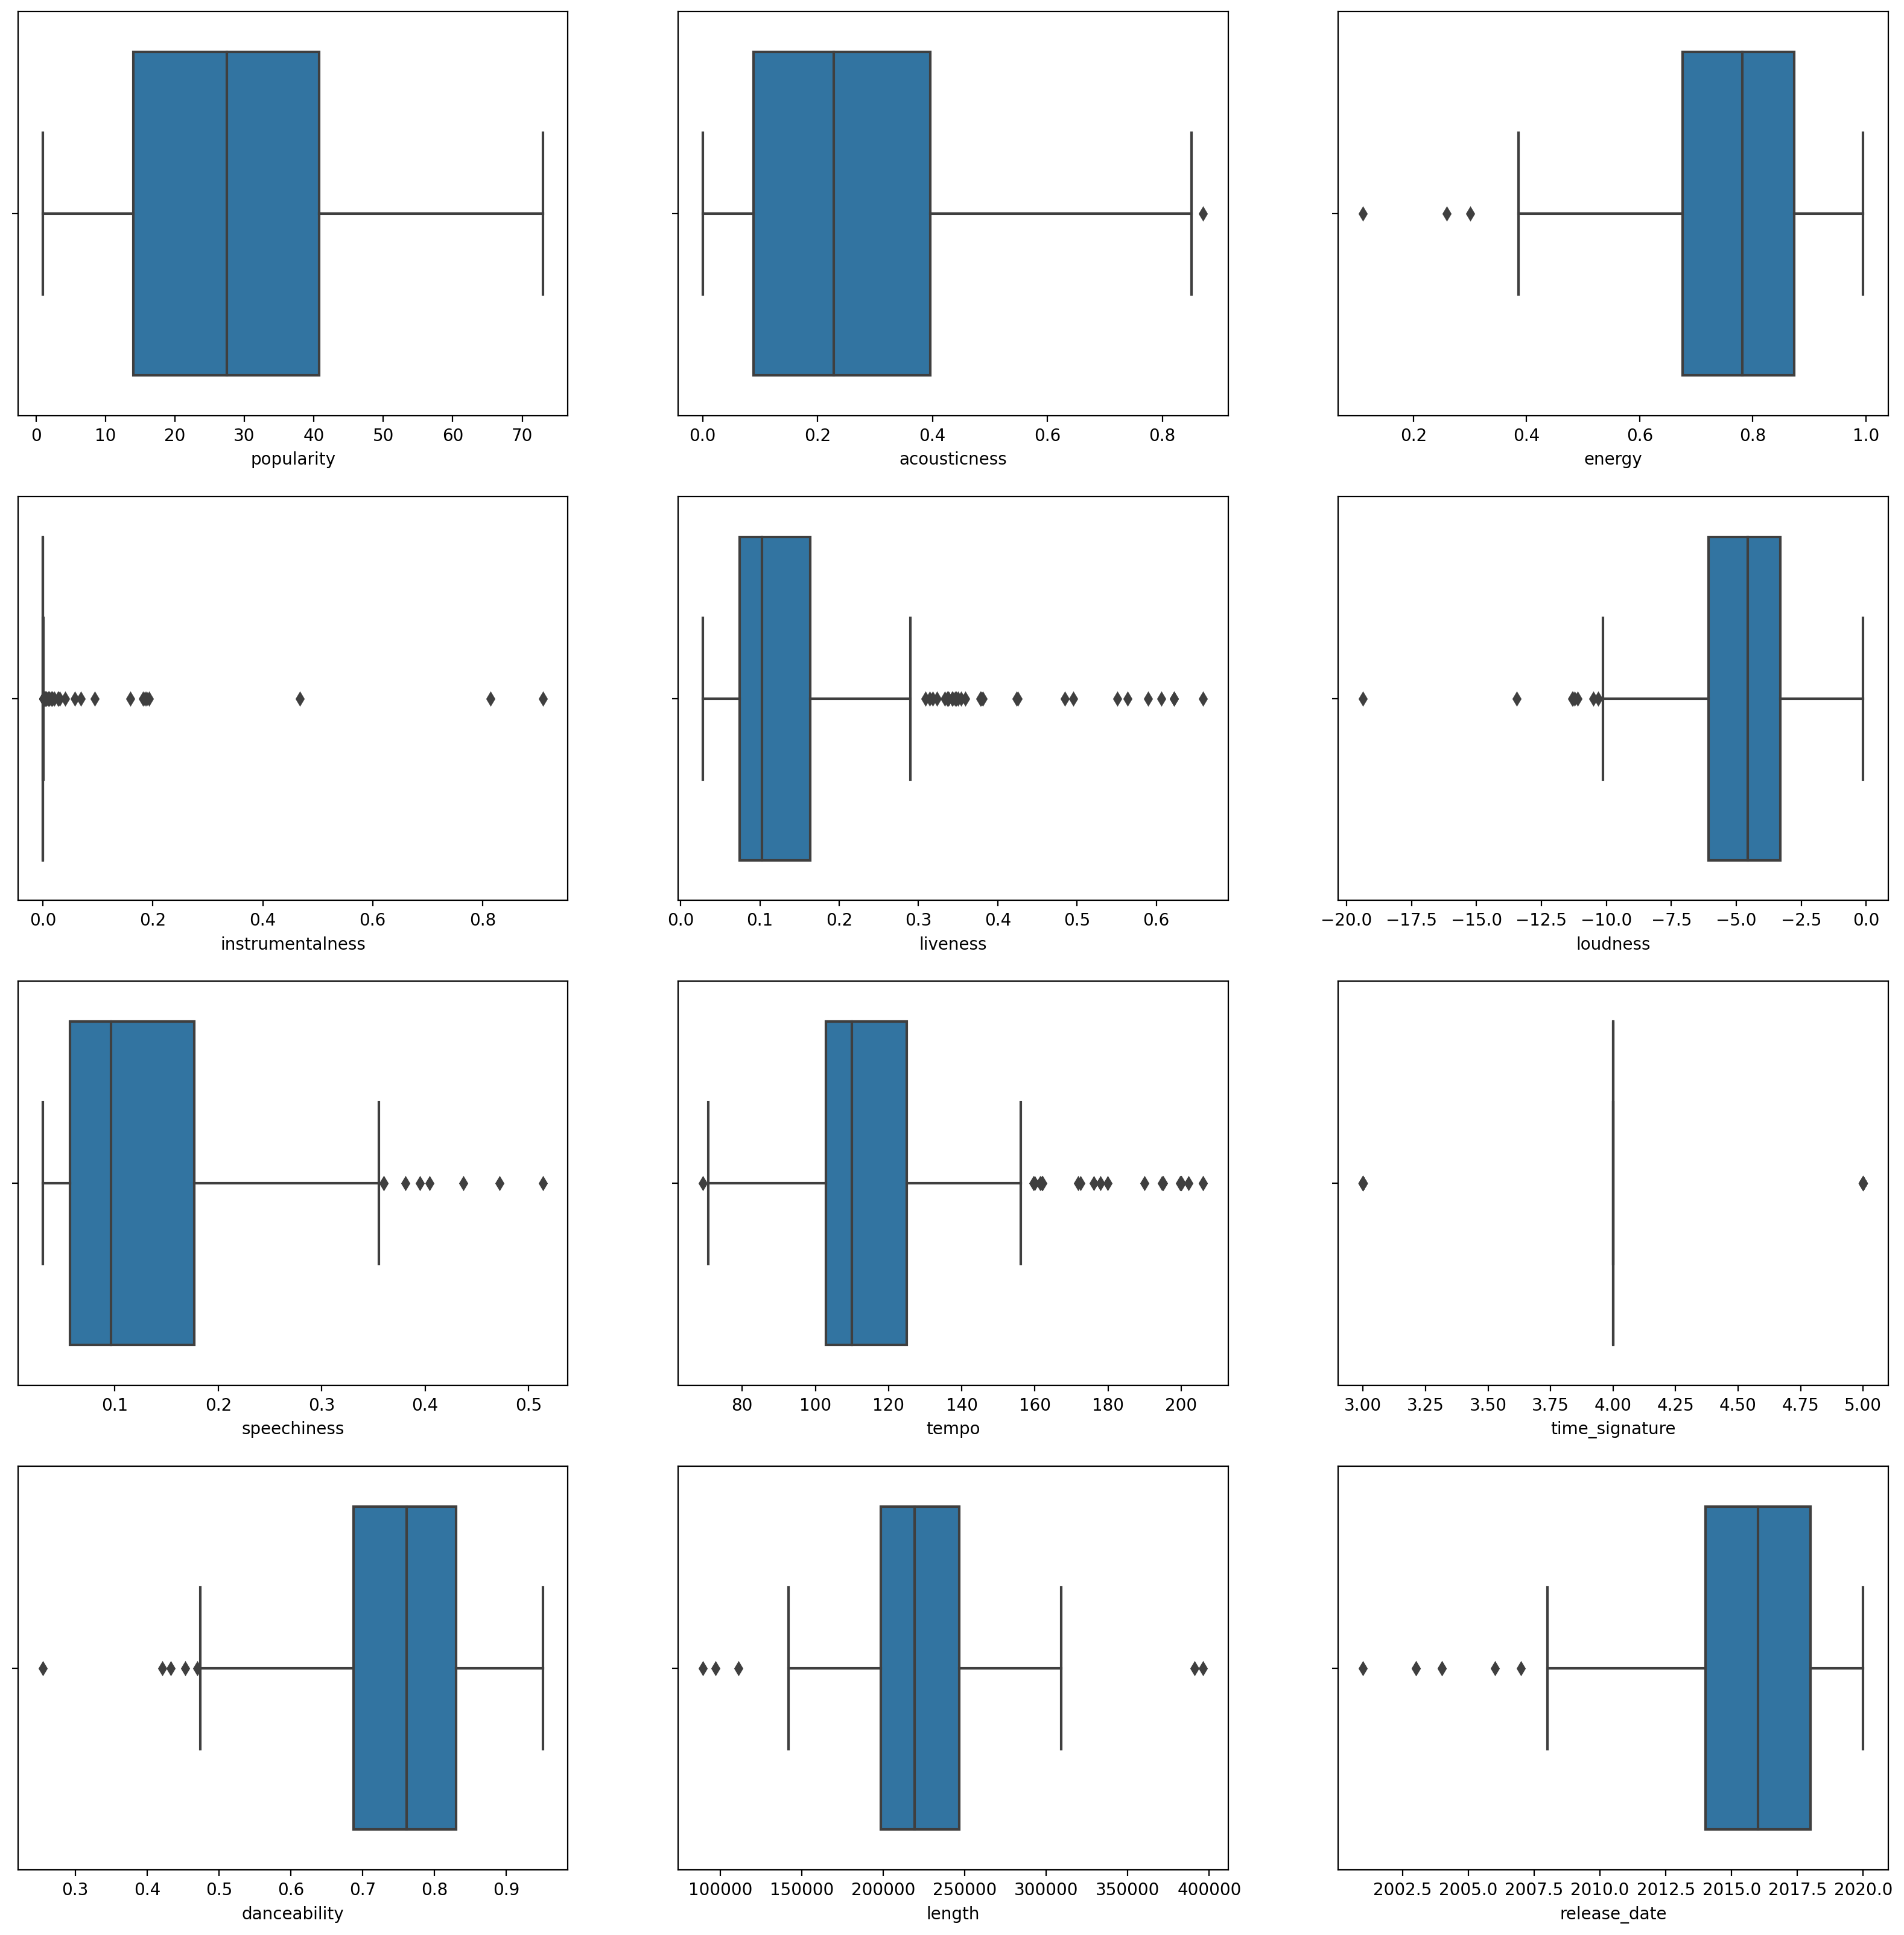 0 10 20 30 40 50 60 70
popularity
0.0 0.2 0.4 0.6 0.8
acousticness
0.2 0.4 0.6 0.8 1.0
energy
0.0 0.2 0.4 0.6 0.8
instrumentalness
0.0 0.1 0.2 0.3 0.4 0.5 0.6
liveness
−20.0 −17.5 −15.0 −12.5 −10.0 −7.5 −5.0 −2.5 0.0
loudness
0.1 0.2 0.3 0.4 0.5
speechiness
80 100 120 140 160 180 200
tempo
3.00 3.25 3.50 3.75 4.00 4.25 4.50 4.75 5.00
time_signature
0.3 0.4 0.5 0.6 0.7 0.8 0.9
danceability
100000 150000 200000 250000 300000 350000 400000
length
2002.5 2005.0 2007.5 2010.0 2012.5 2015.0 2017.5 2020.0
release_date